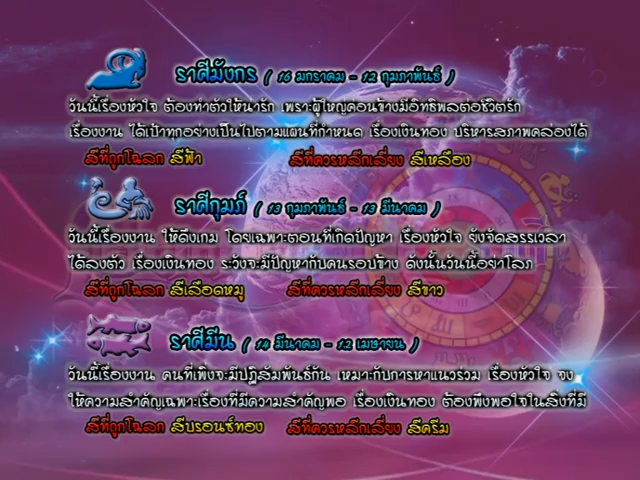 ราศีมังกร ( 16 มกราคม - 12 กุมภาพันธ์ )
วันนี้เรื่องหัวใจ ต้องทำตัวให้น่ารัก เพราะผู้ใหญ่ค่อนข้างมีอิทธิพลต่อชีวิตรัก
เรื่องงาน ได้เป้าทุกอย่างเป็นไปตามแผนที่กำหนด เรื่องเงินทอง บริหารสภาพคล่องได้
สีที่ถูกโฉลก สีฟ้า สีที่ควรหลีกเลี่ยง สีเหลือง
ราศีกุมภ์ ( 13 กุมภาพันธ์ - 13 มีนาคม )
วันนี้เรื่องงาน ให้ดึงเกม โดยเฉพาะตอนที่เกิดปัญหา เรื่องหัวใจ ยังจัดสรรเวลา
ได้ลงตัว เรื่องเงินทอง ระวังจะมีปัญหากับคนรอบข้าง ดังนั้นวันนี้อย่าโลภ
สีที่ถูกโฉลก สีเลือดหมู สีที่ควรหลีกเลี่ยง สีขาว
ราศีมีน ( 14 มีนาคม - 12 เมษายน )
วันนี้เรื่องงาน คนที่เพิ่งจะมีปฏิสัมพันธ์กัน เหมาะกับการหาแนวร่วม เรื่องหัวใจ จง
ให้ความสำคัญเฉพาะเรื่องที่มีความสำคัญพอ เรื่องเงินทอง ต้องพึงพอใจในสิ่งที่มี
สีที่ถูกโฉลก สีบรอนซ์ทอง สีที่ควรหลีกเลี่ยง สีครีม